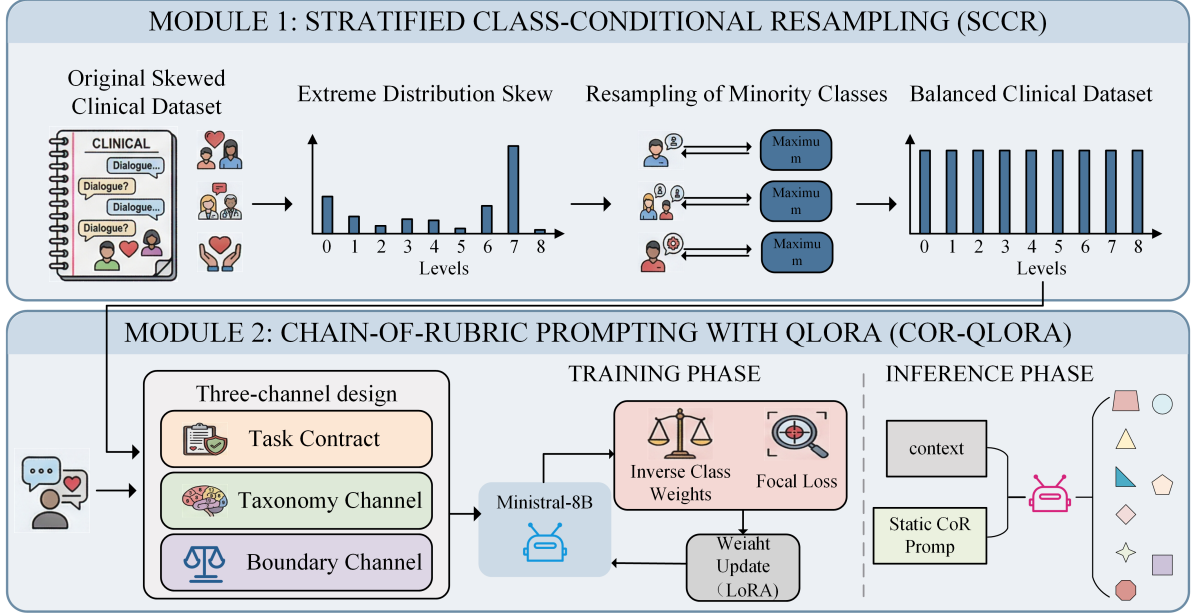 MODULE 1: STRATIFIED CLASS-CONDITIONAL RESAMPLING (SCCR)
Original Skewed
Clinical Dataset
Extreme Distribution Skew
Resampling of Minority Classes
Balanced Clinical Dataset
CLINICAL
Dialogue...
Dialogue?
Dialogue...
Dialogue?
0 1 2 3 4 5 6 7 8
Levels
Maximu
m
Maximu
m
Maximu
m
0 1 2 3 4 5 6 7 8
Levels
MODULE 2: CHAIN-OF-RUBRIC PROMPTING WITH QLORA (COR-QLORA)
Three-channel design
Task Contract
Taxonomy Channel
Boundary Channel
TRAINING PHASE
Ministral-8B
Inverse Class
Weights
Focal Loss
Weiaht
Update
(LoRA)
INFERENCE PHASE
context
Static CoR
Promp